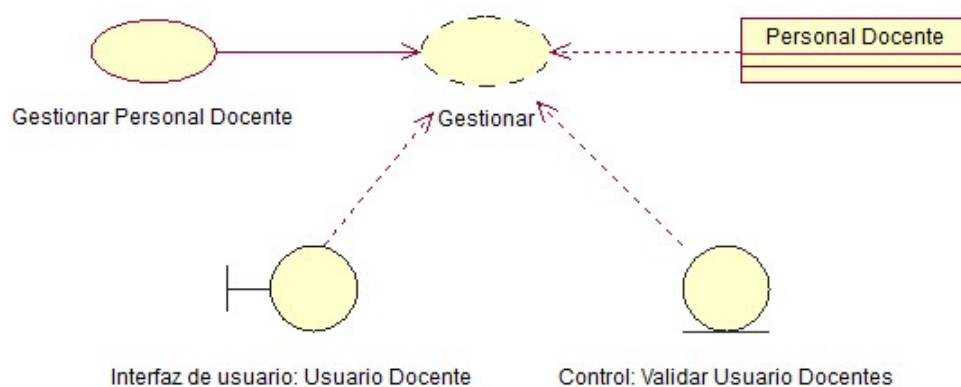 Personal Docente
Gestionar Personal Docente
Gestionar
Interfaz de usuario: Usuario Docente
Control: Validar Usuario Docentes